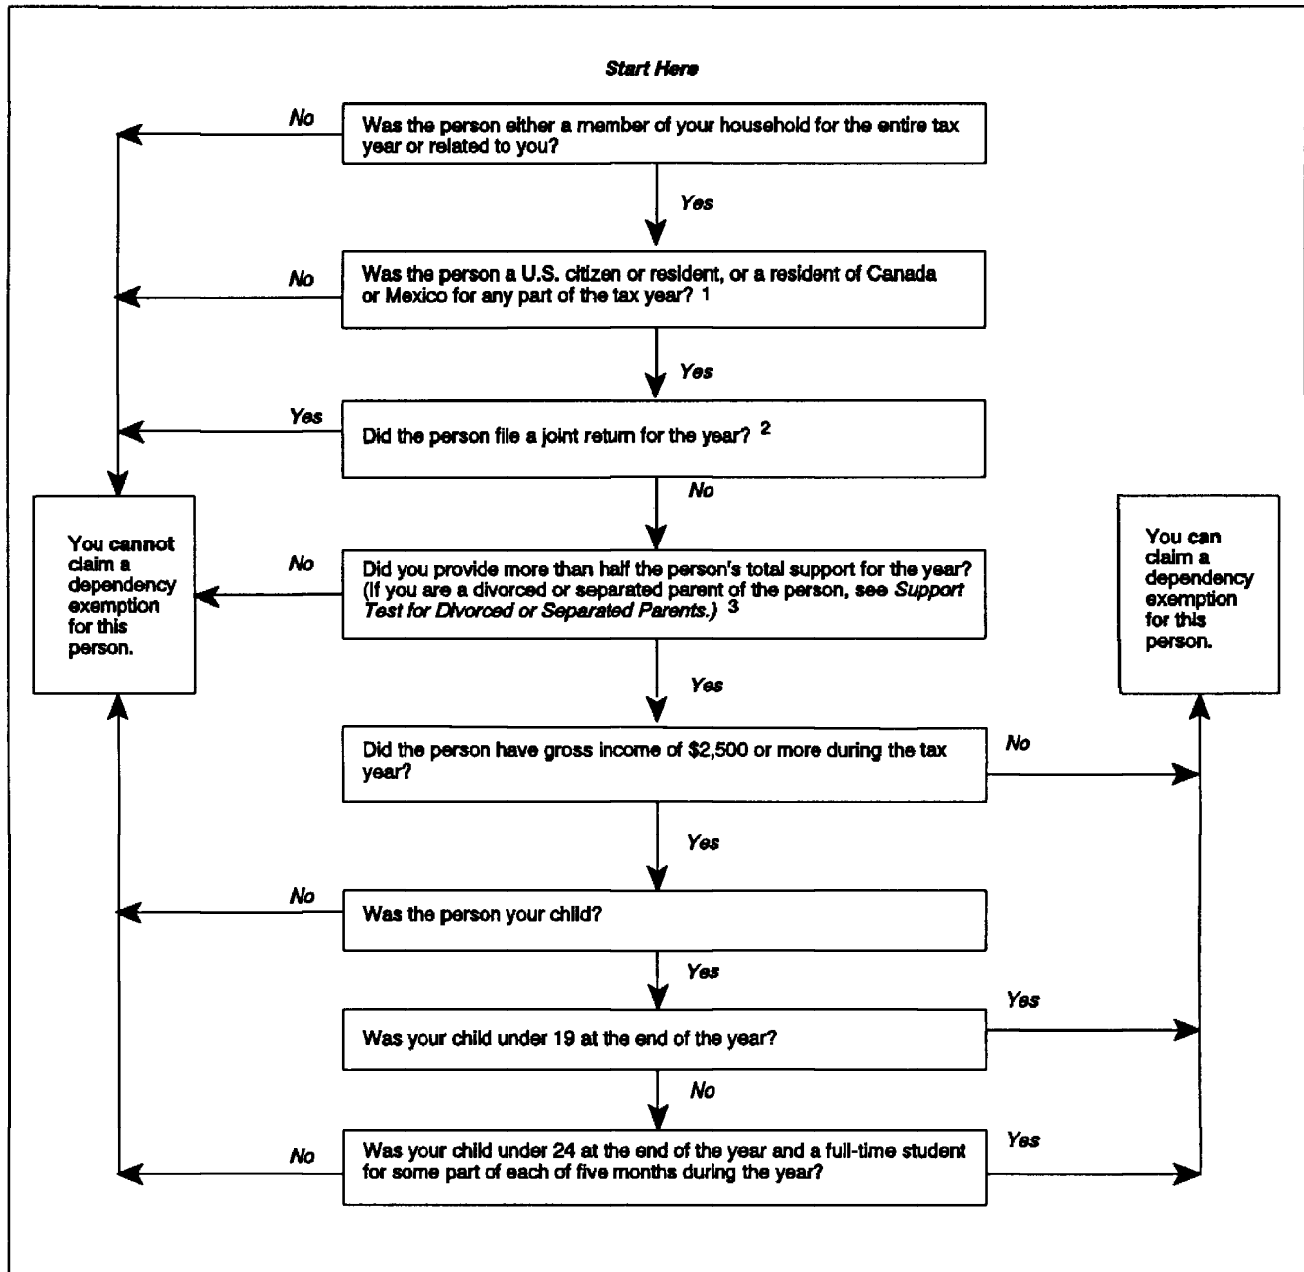 Start Here
No
Was the person either a member of your household for the entire tax
year or related to you?
Yes
No
Was the person a U.S. citizen or resident, or a resident of Canada
or Mexico for any part of the tax year? 1
Yes
Yes
Did the person file a joint return for the year? 2
No
You cannot
claim a
dependency
exemption
for this
person.
No
Did you provide more than half the person's total support for the year?
(If you are a divorced or separated parent of the person, see Support
Test for Divorced or Separated Parents.) 3
You can
claim a
dependency
exemption
for this
person.
Yes
Did the person have gross income of $2,500 or more during the tax
year?
No
Yes
No
Was the person your child?
Yes
Was your child under 19 at the end of the year?
Yes
No
No
Was your child under 24 at the end of the year and a full-time student
for some part of each of five months during the year?
Yes